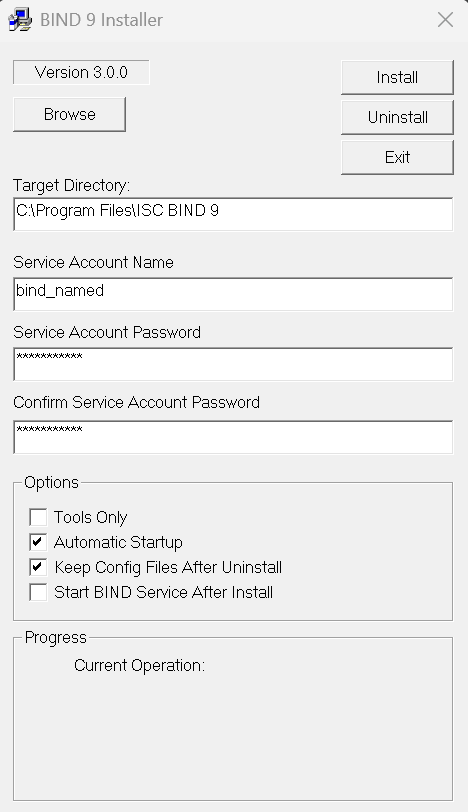 BIND 9 Installer
Version 3.0.0
Install
Browse
Uninstall
Exit
Target Directory:
C:\Program Files\ISC BIND 9
Service Account Name
bind_named
Service Account Password
***********
Confirm Service Account Password
***********
Options
Tools Only
Automatic Startup
Keep Config Files After Uninstall
Start BIND Service After Install
Progress
Current Operation: